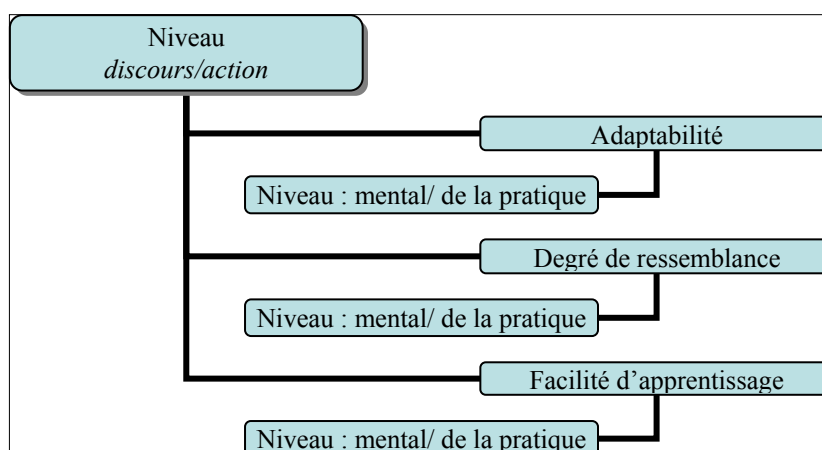 Niveau
discours/action
Adaptabilité
Niveau : mental/ de la pratique
Degré de ressemblance
Niveau : mental/ de la pratique
Facilité d’apprentissage
Niveau : mental/ de la pratique